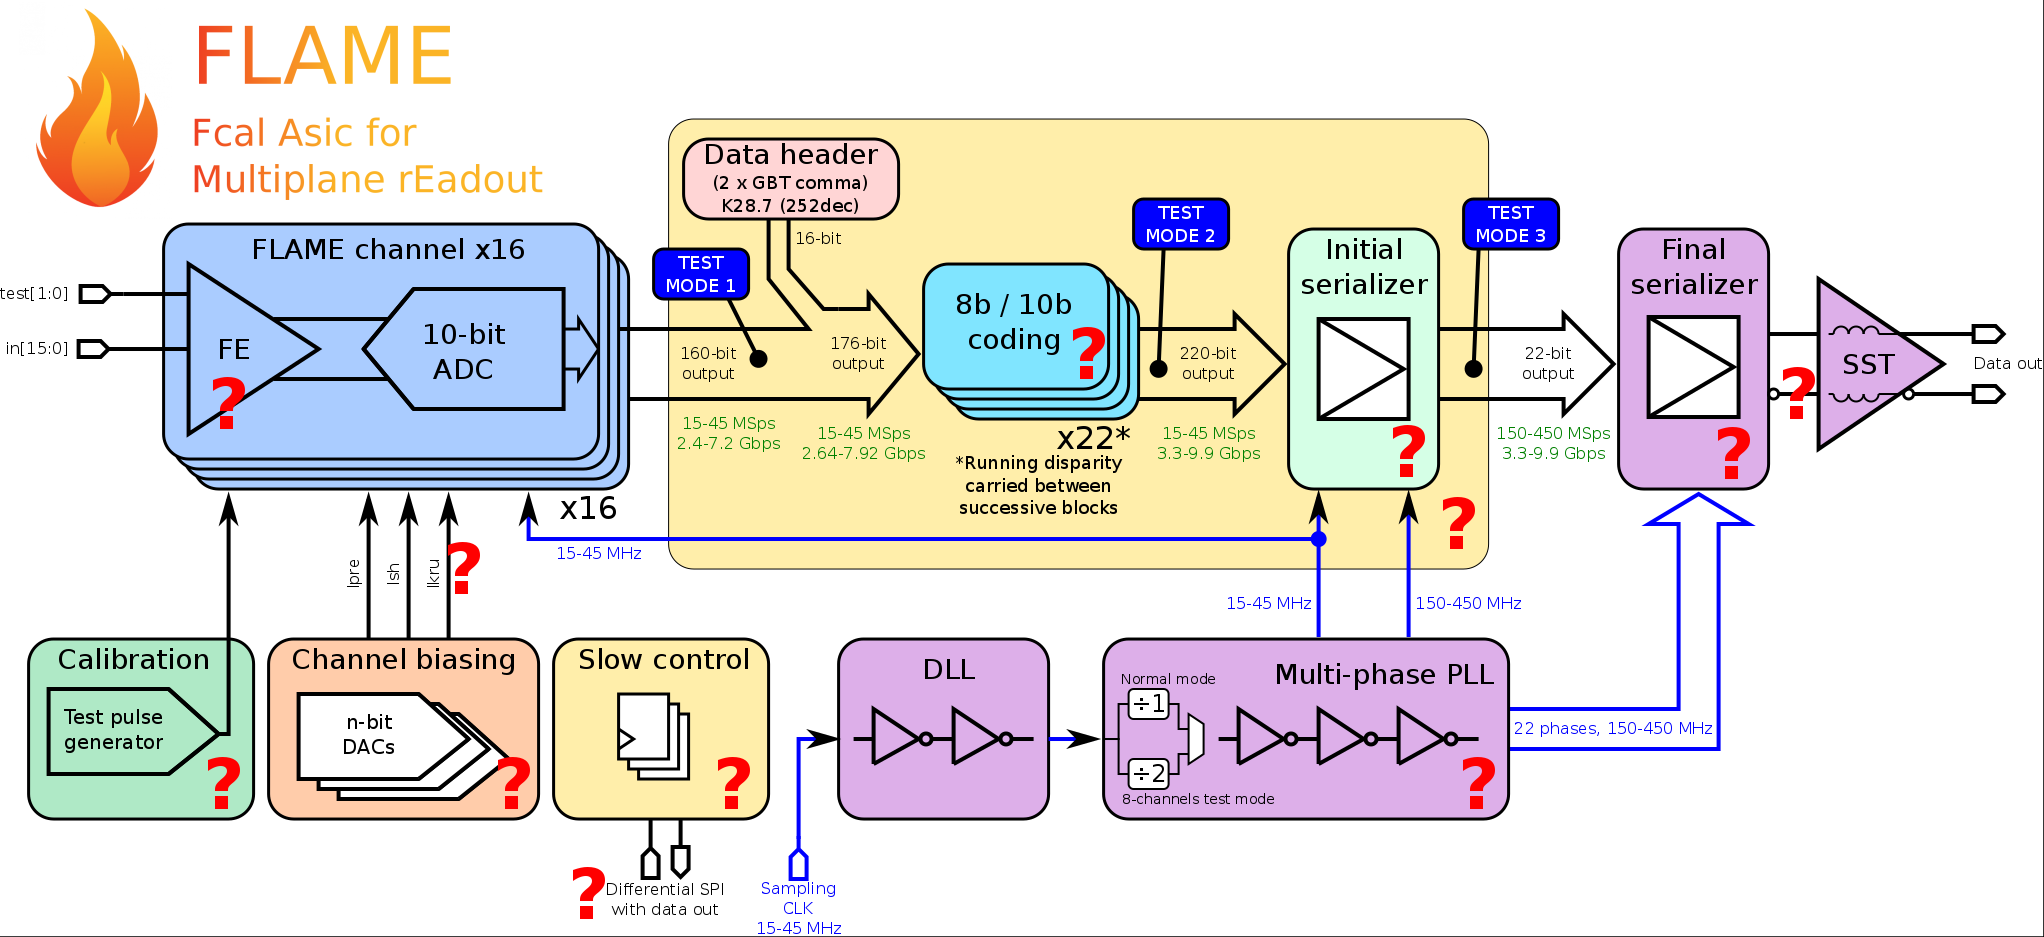 FLAME
Fcal Asic for
Multiplane rEadout
Data header
(2 x GBT comma)
K28.7 (252dec)
16-bit
TEST
MODE 1
TEST
MODE 2
TEST
MODE 3
FLAME channel x16
test[1:0]
in[15:0]
FE
?
10-bit
ADC
x16
160-bit
output
176-bit
output
15-45 MSps
2.4-7.2 Gbps
15-45 MSps
2.64-7.92 Gbps
8b / 10b
coding
?
x22*
*Running disparity
carried between
successive blocks
220-bit
output
15-45 MSps
3.3-9.9 Gbps
Initial
serializer
?
?
22-bit
output
150-450 MSps
3.3-9.9 Gbps
Final
serializer
?
?
SST
Data out
15-45 MHz
15-45 MHz
150-450 MHz
Ipre
Ish
Ikru
?
Calibration
Test pulse
generator
?
Channel biasing
n-bit
DACs
?
Slow control
?
?
Differential SPI
with data out
DLL
Sampling
CLK
15-45 MHz
Multi-phase PLL
Normal mode
÷1
÷2
8-channels test mode
?
22 phases, 150-450 MHz